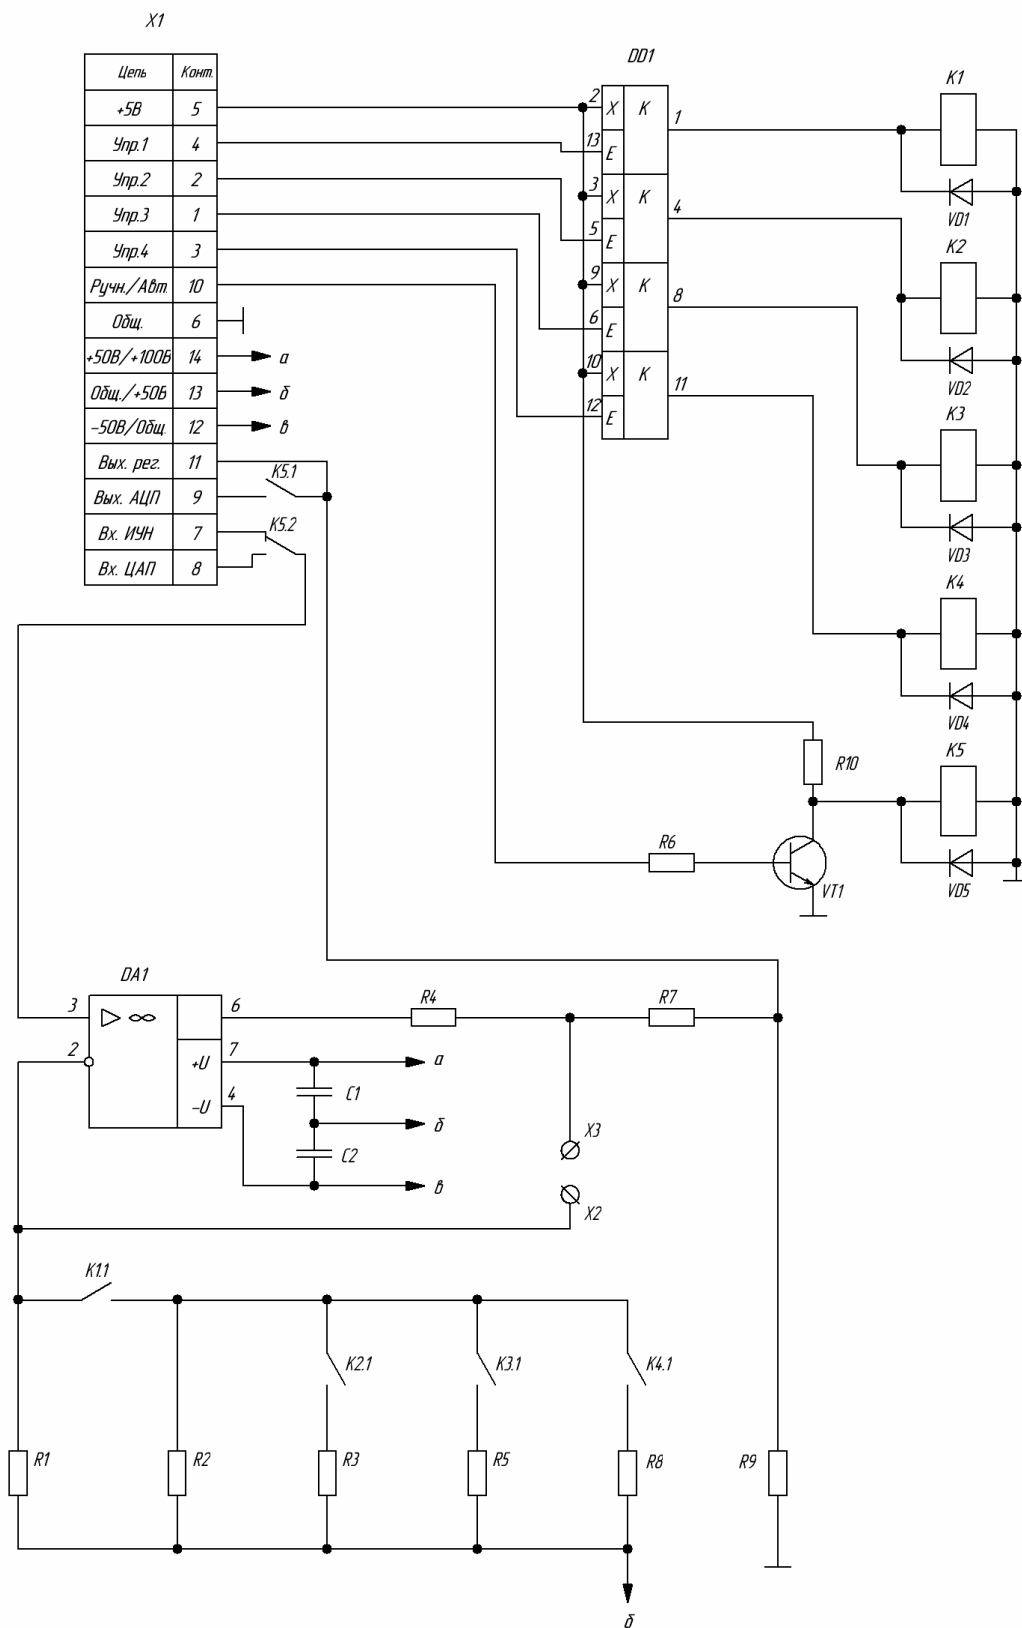 X1
Цепь Конт.
+5В 5
Упр.1 4
Упр.2 2
Упр.3 1
Упр.4 3
Ручн./Авт. 10
Общ. 6
+50В/+100В 14 а
Общ./+50В 13 б
-50В/Общ. 12 в
Вых. рег. 11
Вых. АЦП 9
Вх. ИУН 7
Вх. ЦАП 8
K5.1
K5.2
DD1
2 X K 1
13 E
3 X K 4
5 E
9 X K 8
6 E
10 X K 11
12 E
K1
VD1
K2
VD2
K3
VD3
K4
VD4
K5
VD5
R10
R6
VT1
DA1
3 ▷ ∞ 6
2 +U 7
-U 4
R4
R7
а
C1
б
C2
в
X3
X2
K1.1
K2.1
K3.1
K4.1
R1
R2
R3
R5
R8
R9
б